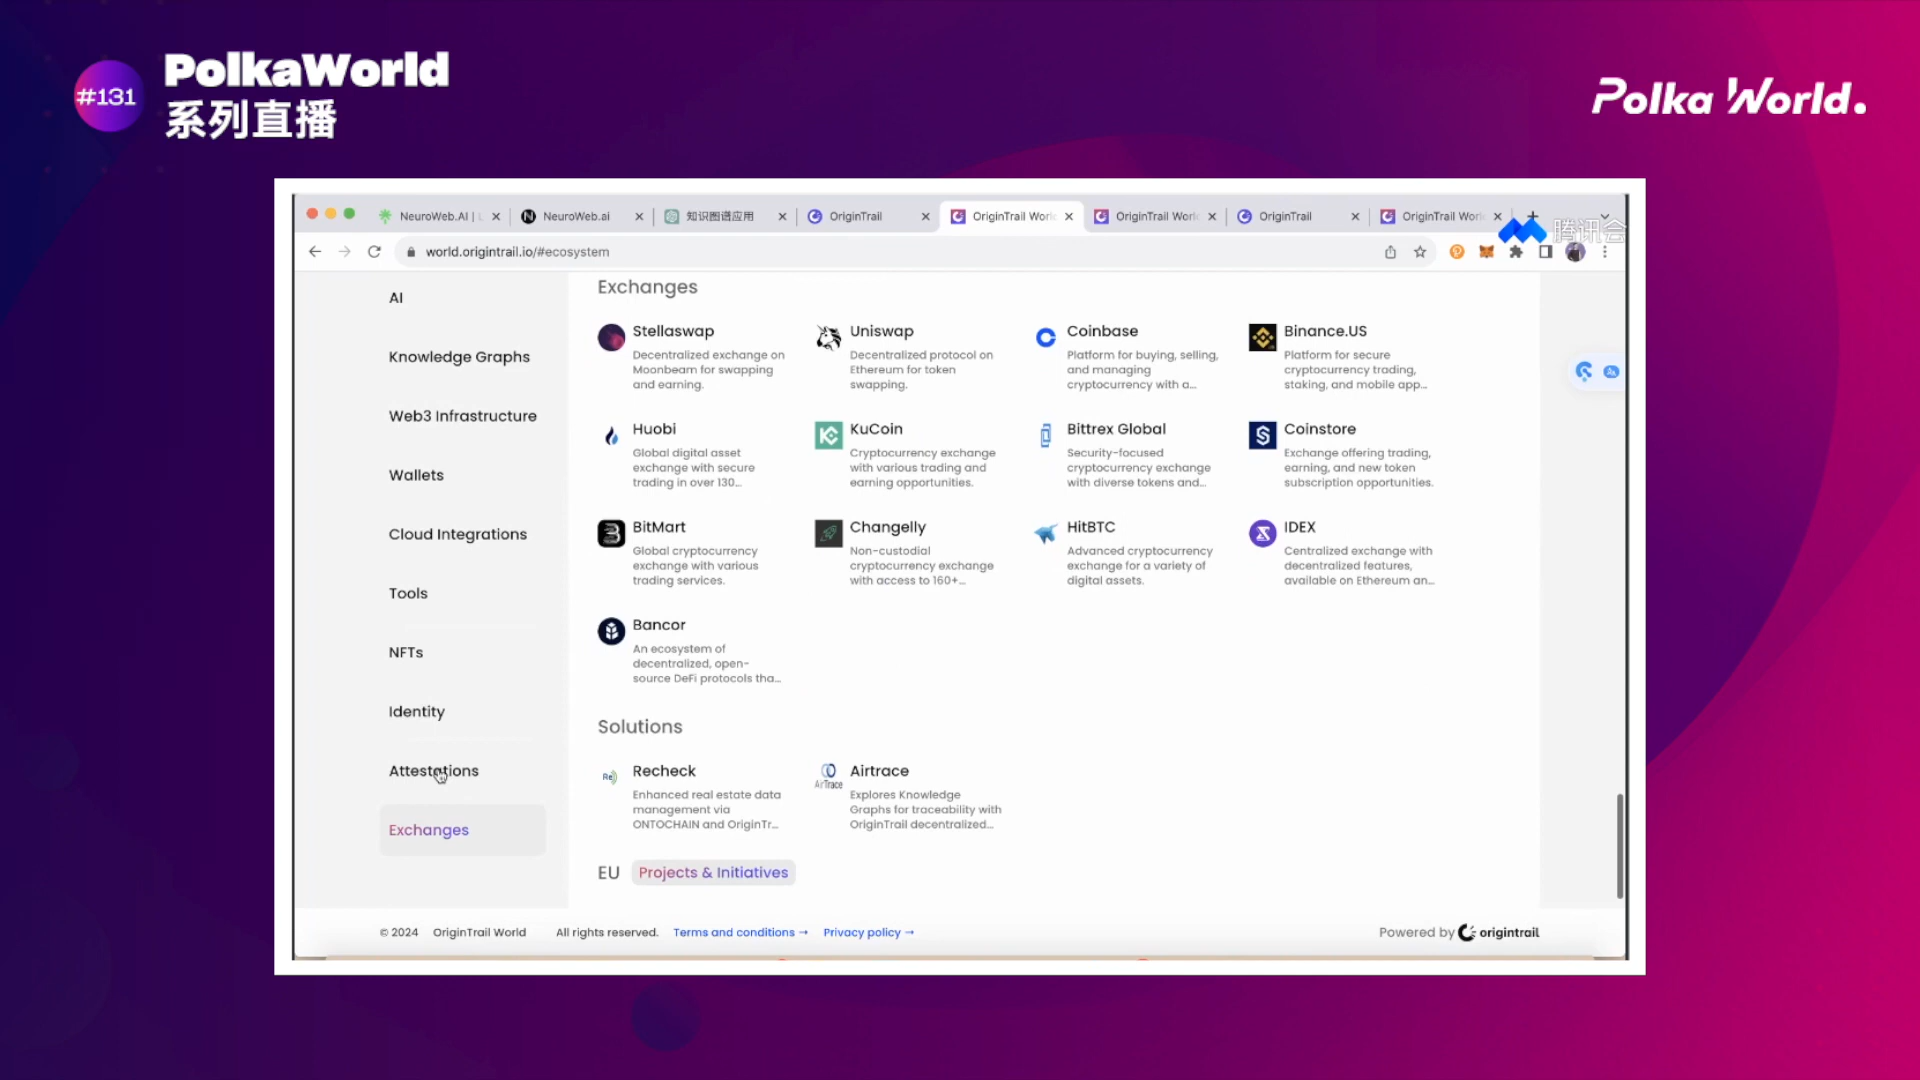 #131
PolkaWorld
系列直播
Polka World.
NeuroWeb.AI |
NeuroWeb.ai
知识图谱应用
OriginTrail
OriginTrail Worl
OriginTrail Worl
OriginTrail
OriginTrail Worl
腾讯会
world.origintrail.io/#ecosystem
AI
Knowledge Graphs
Web3 Infrastructure
Wallets
Cloud Integrations
Tools
NFTs
Identity
Attestations
Exchanges
Exchanges
Stellaswap
Decentralized exchange on
Moonbeam for swapping
and earning.
Uniswap
Decentralized protocol on
Ethereum for token
swapping.
Coinbase
Platform for buying, selling,
and managing
cryptocurrency with a...
Binance.US
Platform for secure
cryptocurrency trading,
staking, and mobile app...
Huobi
Global digital asset
exchange with secure
trading in over 130...
KuCoin
Cryptocurrency exchange
with various trading and
earning opportunities.
Bittrex Global
Security-focused
cryptocurrency exchange
with diverse tokens and...
Coinstore
Exchange offering trading,
earning, and new token
subscription opportunities.
BitMart
Global cryptocurrency
exchange with various
trading services.
Changelly
Non-custodial
cryptocurrency exchange
with access to 160+...
HitBTC
Advanced cryptocurrency
exchange for a variety of
digital assets.
IDEX
Centralized exchange with
decentralized features,
available on Ethereum an...
Bancor
An ecosystem of
decentralized, open-
source DeFi protocols tha...
Solutions
Re
Recheck
Enhanced real estate data
management via
ONTOCHAIN and OriginTr...
AirTrace
Airtrace
Explores Knowledge
Graphs for traceability with
OriginTrail decentralized...
EU Projects & Initiatives
© 2024 OriginTrail World All rights reserved. Terms and conditions → Privacy policy →
Powered by origintrail